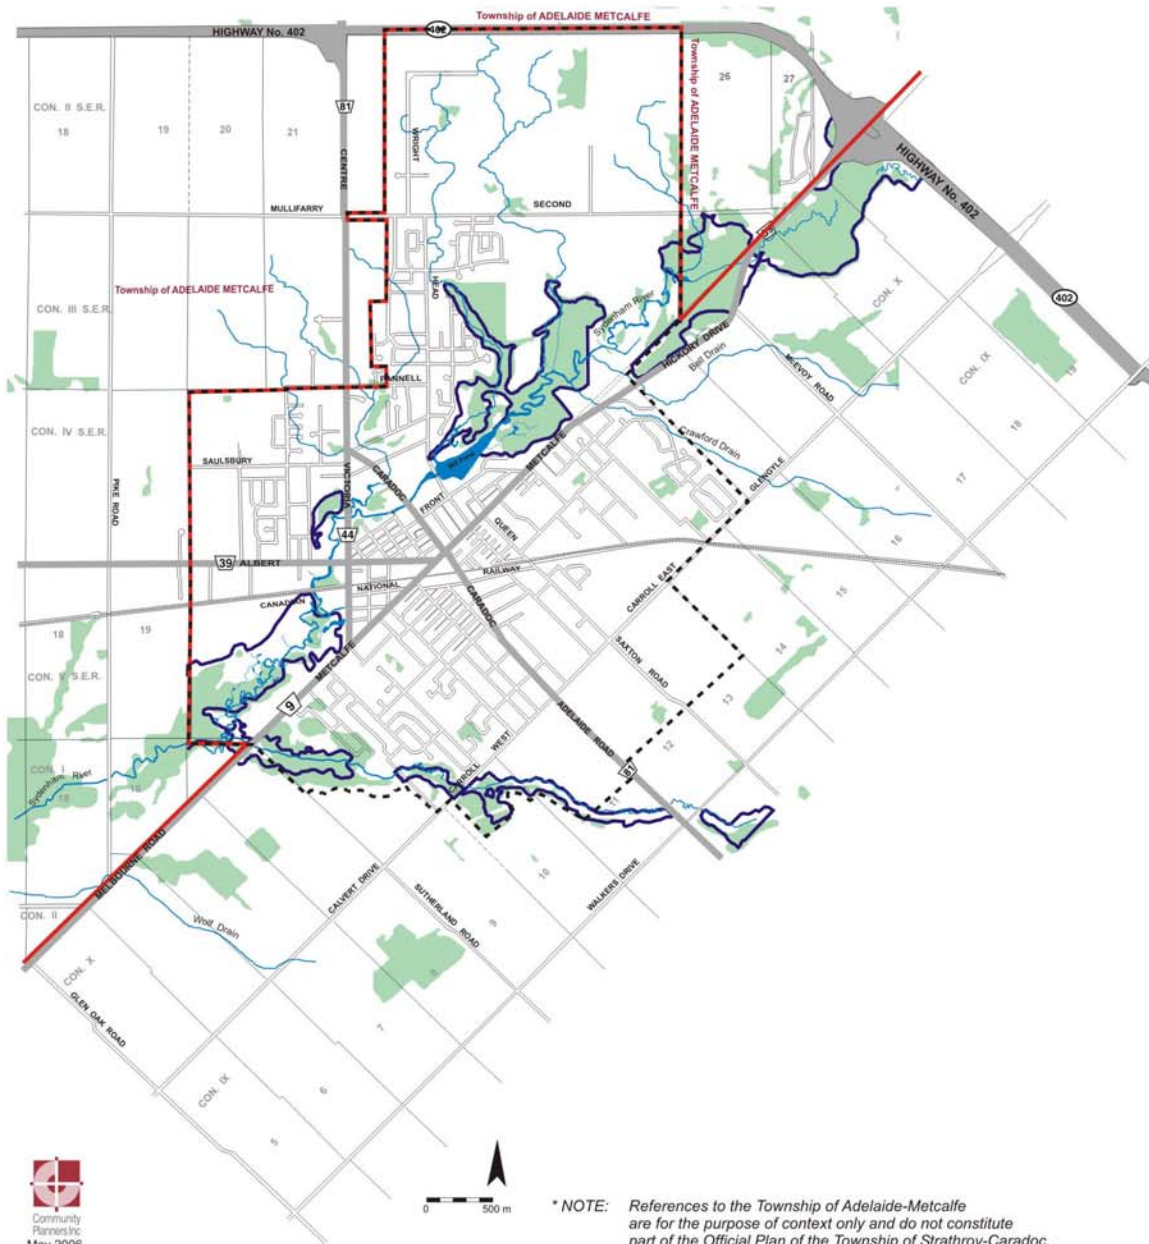 Township of ADELAIDE METCALFE
HIGHWAY No. 402
402
Township of ADELAIDE METCALFE
26
27
CON. II S.E.R.
18
19
20
21
81
CENTRE
WRIGHT
HIGHWAY No. 402
MULLIFARRY
SECOND
HEAD
Township of ADELAIDE METCALFE
CON. III S.E.R.
Sydenham River
CON. X
402
HICKORY DRIVE
Bell Drain
McEVOY ROAD
CON. IX
19
PANNELL
18
CON. IV S.E.R.
Crawford Drain
SAULSBURY
VICTORIA
CARADOC
METCALFE
GLENGYLE
17
PIKE ROAD
FRONT
QUEEN
16
44
39
ALBERT
NATIONAL
RAILWAY
CANADIAN
CARADOC
CARROLL EAST
15
18
19
SAXTON ROAD
14
CON. V S.E.R.
METCALFE
13
9
ADELAIDE ROAD
12
WEST
CARROLL
81
CON. I
Sydenham River
18
19
11
MELBOURNE ROAD
10
CALVERT DRIVE
SUTHERLAND ROAD
WALKERS DRIVE
CON. II
Wolf Drain
9
8
CON. X
GLEN OAK ROAD
7
CON. IX
6
5
Community
Planners Inc
May 2006
500 m
* NOTE: References to the Township of Adelaide-Metcalfe
are for the purpose of context only and do not constitute
part of the Official Plan of the Township of Strathroy-Caradoc.